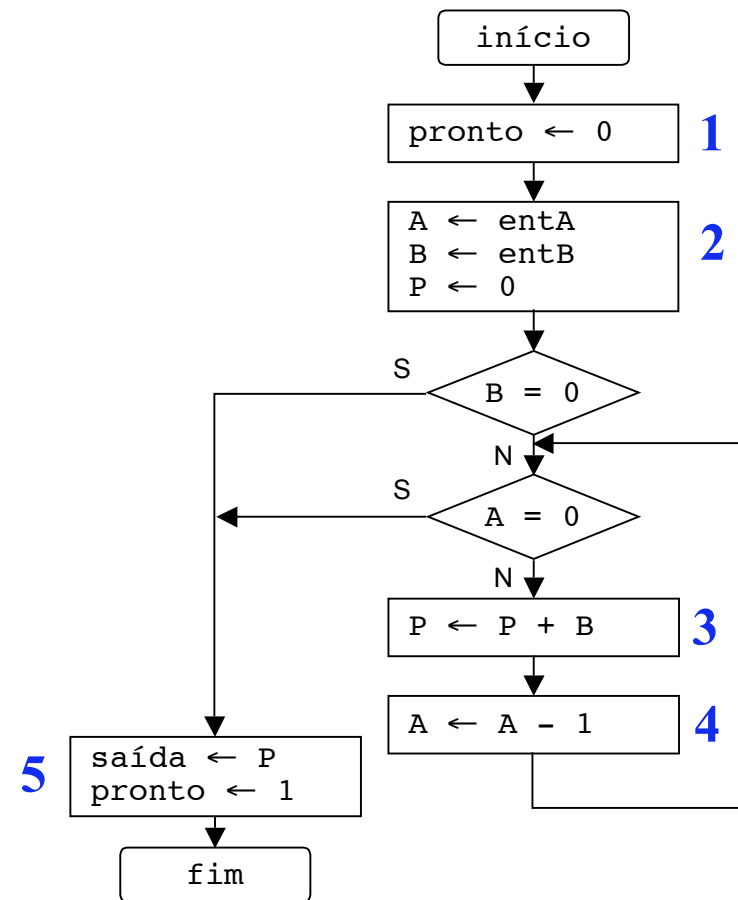 início
pronto ← 0
1
A ← entA
B ← entB
P ← 0
2
S
B = 0
N
S
A = 0
N
P ← P + B
3
A ← A - 1
4
5
saída ← P
pronto ← 1
fim